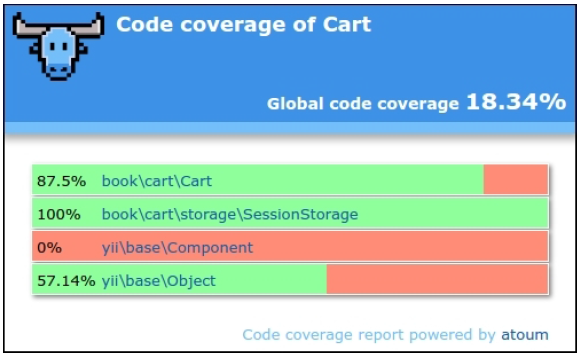 Code coverage of Cart
Global code coverage 18.34%
87.5% book\cart\Cart
100% book\cart\storage\SessionStorage
0% yii\base\Component
57.14% yii\base\Object
Code coverage report powered by atoum